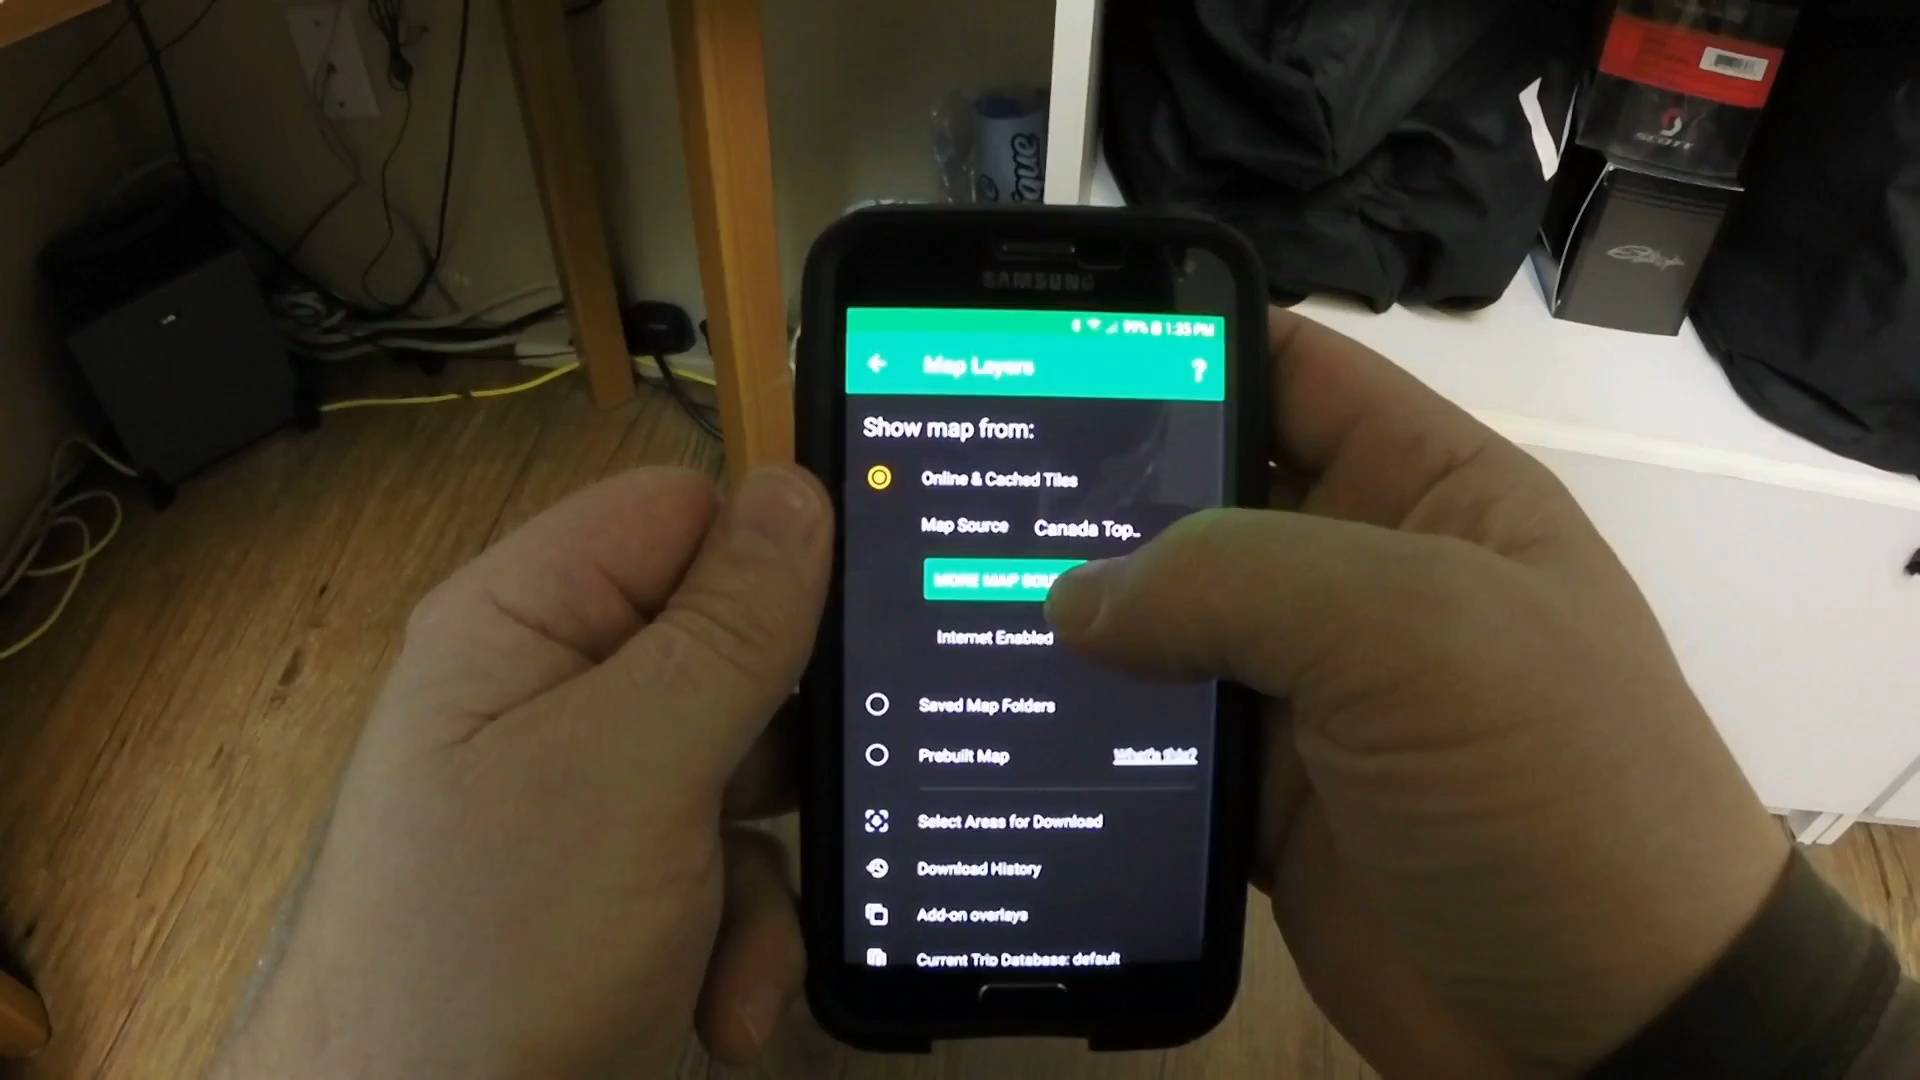 SCOTT
SAMSUNG
99% 1:35 PM
Map Layers ?
Show map from:
Online & Cached Tiles
Map Source Canada Top..
MORE MAP
Internet Enabled
Saved Map Folders
Prebuilt Map What's this?
Select Areas for Download
Download History
Add-on overlays
Current Trip Database: default